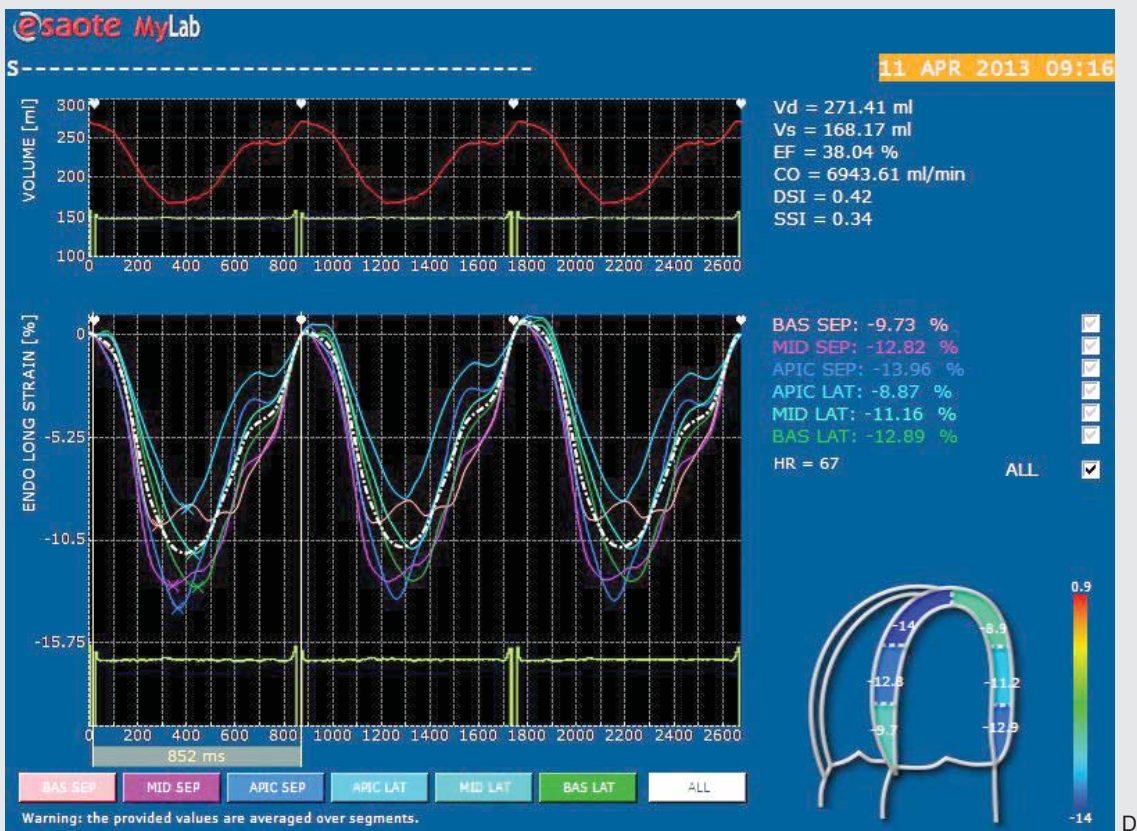 esaote MyLab
S-----------------------------------
11 APR 2013 09:16
VOLUME [ml]
300
250
200
150
100
0 200 400 600 800 1000 1200 1400 1600 1800 2000 2200 2400 2600
Vd = 271.41 ml
Vs = 168.17 ml
EF = 38.04 %
CO = 6943.61 ml/min
DSI = 0.42
SSI = 0.34
ENDO LONG STRAIN [%]
0
-5.25
-10.5
-15.75
0 200 400 600 800 1000 1200 1400 1600 1800 2000 2200 2400 2600
852 ms
BAS SEP: -9.73 %
MID SEP: -12.82 %
APIC SEP: -13.96 %
APIC LAT: -8.87 %
MID LAT: -11.16 %
BAS LAT: -12.89 %
HR = 67
ALL
0.9
-14
-14 -8.9
-12.8 -11.2
-9.7 -12.9
BAS SEP MID SEP APIC SEP APIC LAT MID LAT BAS LAT ALL
Warning: the provided values are averaged over segments.
D